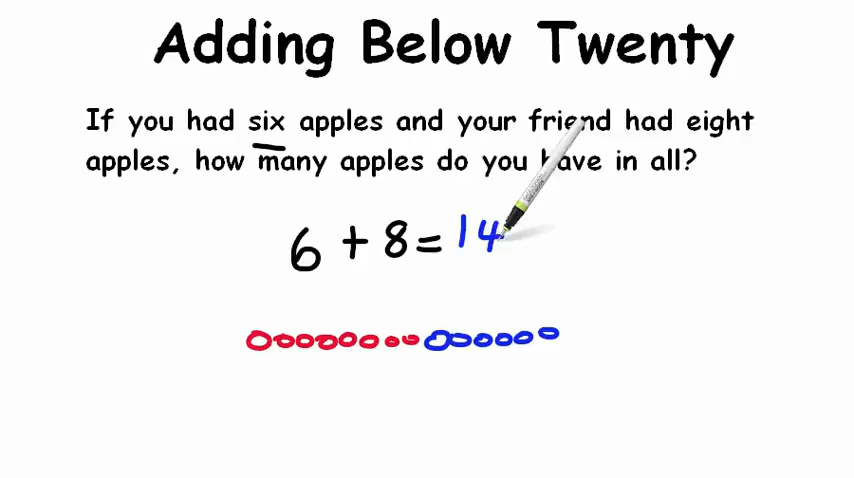 Adding Below Twenty
If you had six apples and your friend had eight
apples, how many apples do you have in all?
6 + 8 = 14